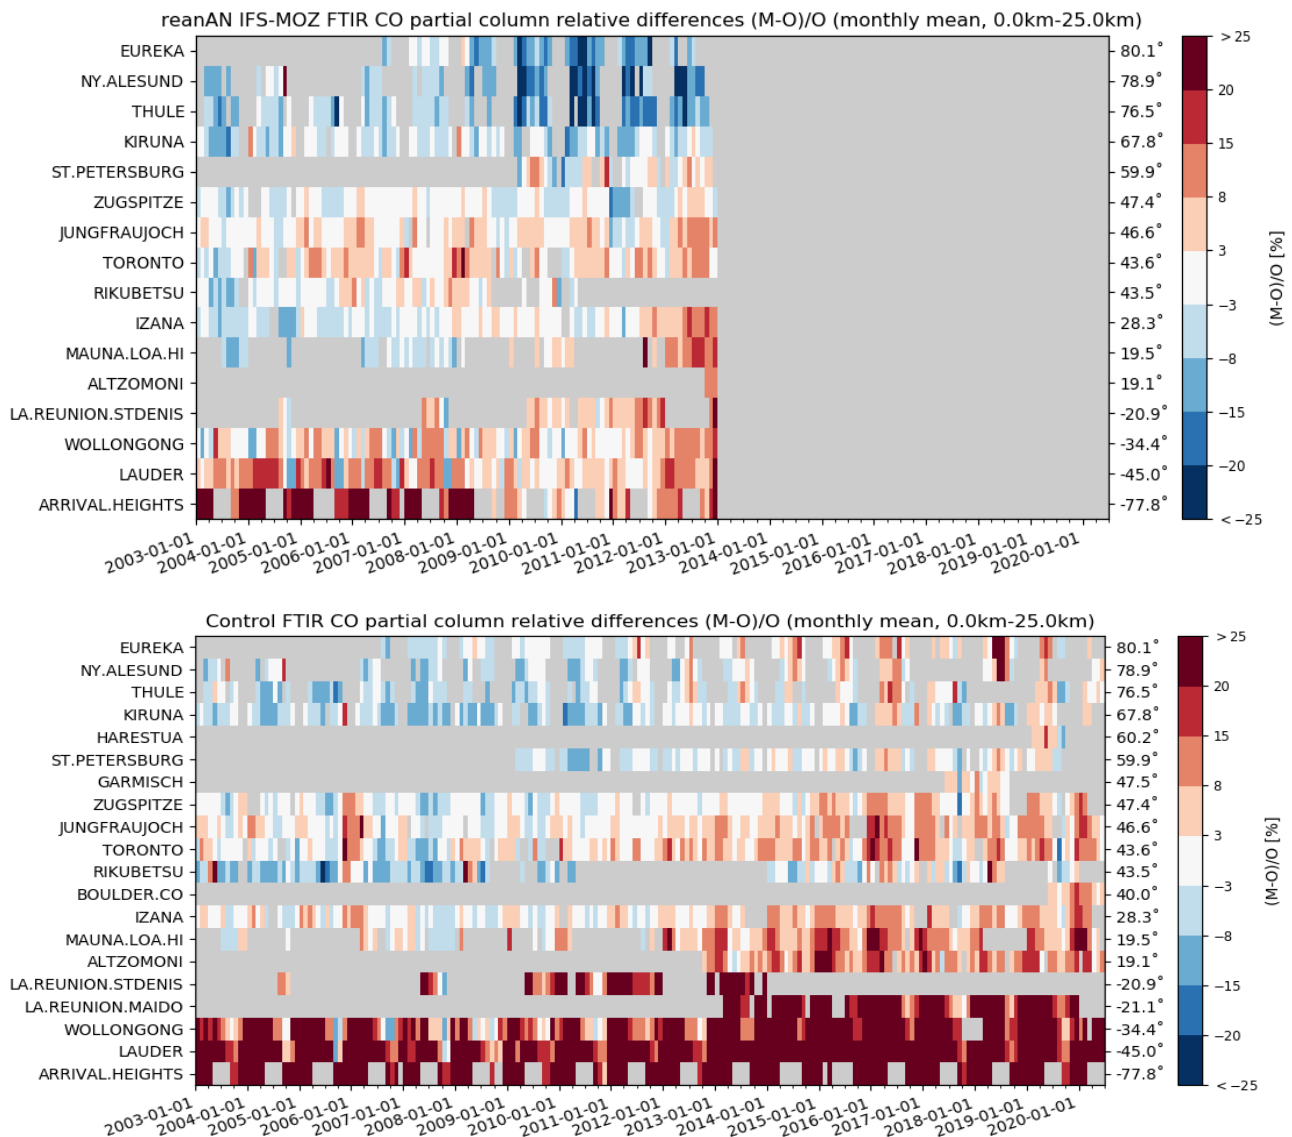 reanAN IFS-MOZ FTIR CO partial column relative differences (M-O)/O (monthly mean, 0.0km-25.0km)
EUREKA 80.1˚
NY.ALESUND 78.9˚
THULE 76.5˚
KIRUNA 67.8˚
ST.PETERSBURG 59.9˚
ZUGSPITZE 47.4˚
JUNGFRAUJOCH 46.6˚
TORONTO 43.6˚
RIKUBETSU 43.5˚
IZANA 28.3˚
MAUNA.LOA.HI 19.5˚
ALTZOMONI 19.1˚
LA.REUNION.STDENIS -20.9˚
WOLLONGONG -34.4˚
LAUDER -45.0˚
ARRIVAL.HEIGHTS -77.8˚
> 25
20
15
8
3
−3
−8
−15
−20
< −25
(M-O)/O [%]
2003-01-01 2004-01-01 2005-01-01 2006-01-01 2007-01-01 2008-01-01 2009-01-01 2010-01-01 2011-01-01 2012-01-01 2013-01-01 2014-01-01 2015-01-01 2016-01-01 2017-01-01 2018-01-01 2019-01-01 2020-01-01
Control FTIR CO partial column relative differences (M-O)/O (monthly mean, 0.0km-25.0km)
EUREKA 80.1˚
NY.ALESUND 78.9˚
THULE 76.5˚
KIRUNA 67.8˚
HARESTUA 60.2˚
ST.PETERSBURG 59.9˚
GARMISCH 47.5˚
ZUGSPITZE 47.4˚
JUNGFRAUJOCH 46.6˚
TORONTO 43.6˚
RIKUBETSU 43.5˚
BOULDER.CO 40.0˚
IZANA 28.3˚
MAUNA.LOA.HI 19.5˚
ALTZOMONI 19.1˚
LA.REUNION.STDENIS -20.9˚
LA.REUNION.MAIDO -21.1˚
WOLLONGONG -34.4˚
LAUDER -45.0˚
ARRIVAL.HEIGHTS -77.8˚
> 25
20
15
8
3
−3
−8
−15
−20
< −25
(M-O)/O [%]
2003-01-01 2004-01-01 2005-01-01 2006-01-01 2007-01-01 2008-01-01 2009-01-01 2010-01-01 2011-01-01 2012-01-01 2013-01-01 2014-01-01 2015-01-01 2016-01-01 2017-01-01 2018-01-01 2019-01-01 2020-01-01